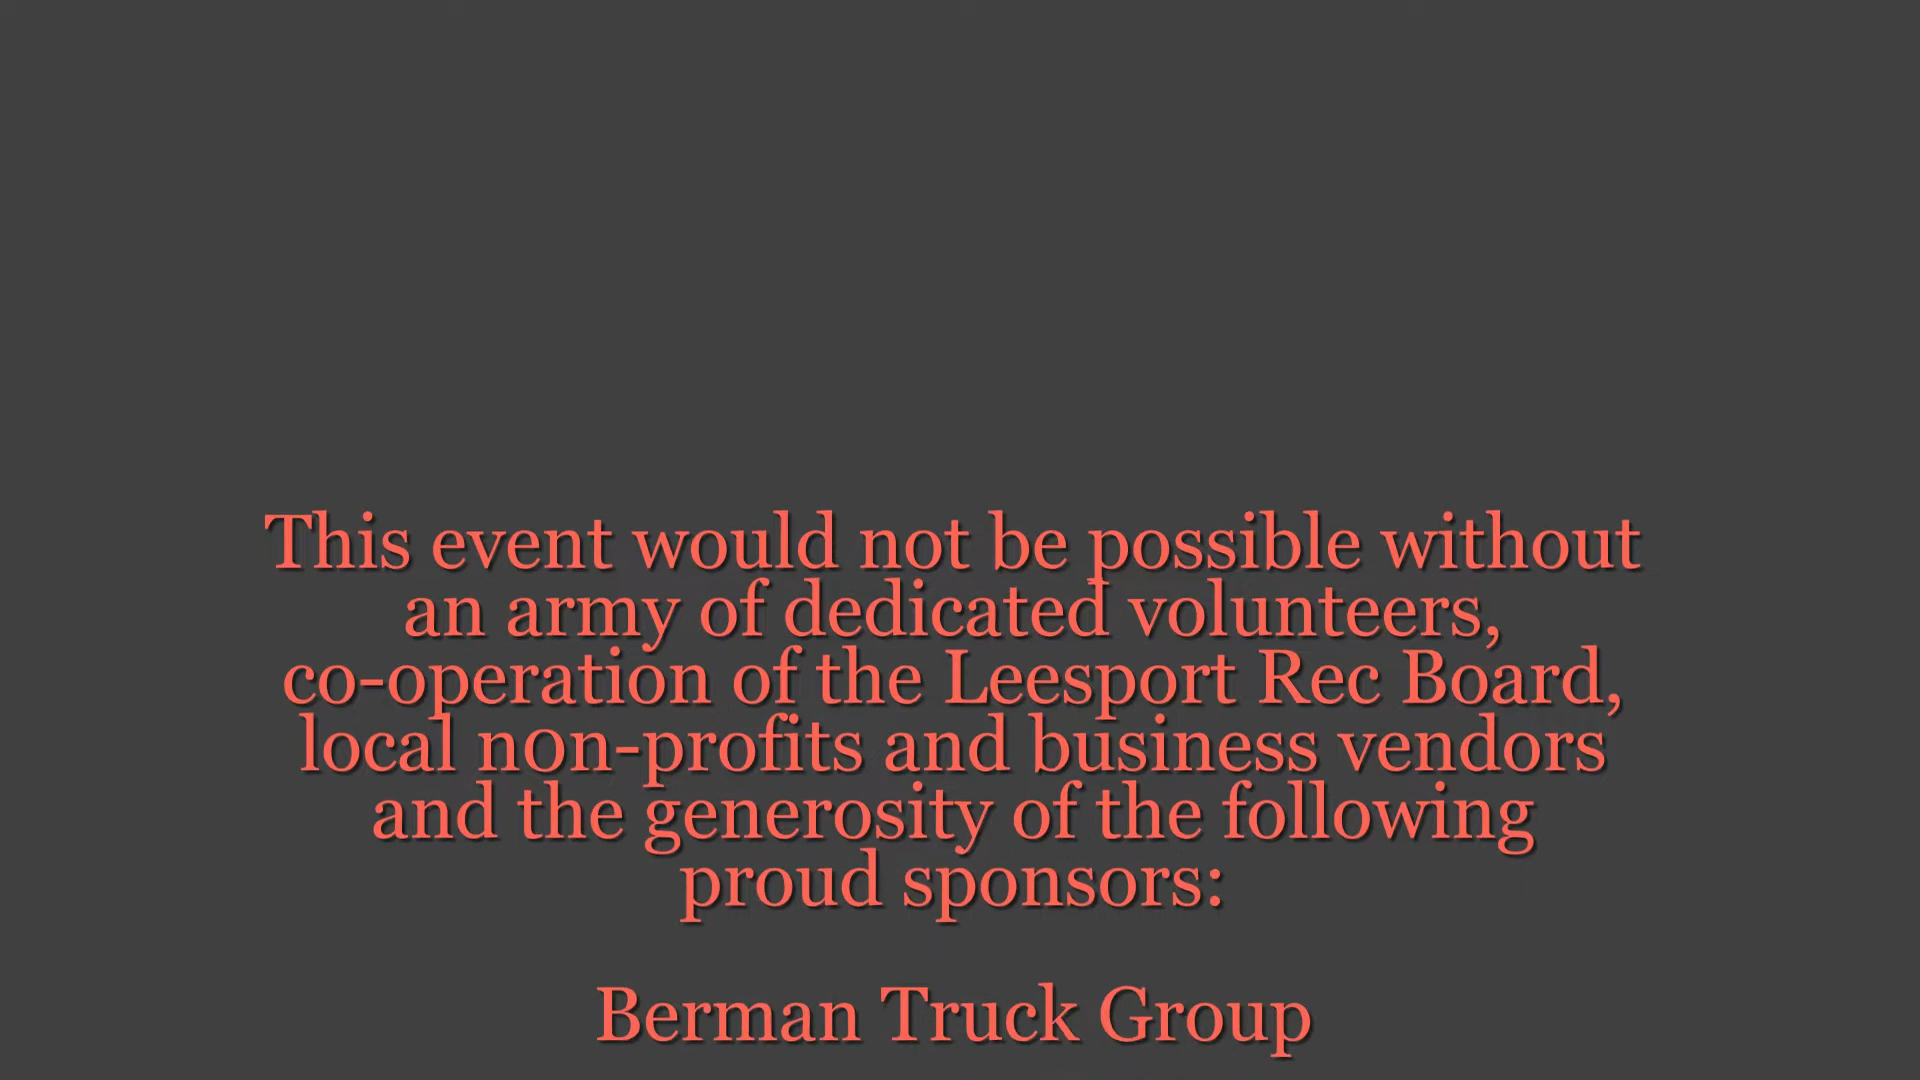 This event would not be possible without
an army of dedicated volunteers,
co-operation of the Leesport Rec Board,
local non-profits and business vendors
and the generosity of the following
proud sponsors:
Berman Truck Group